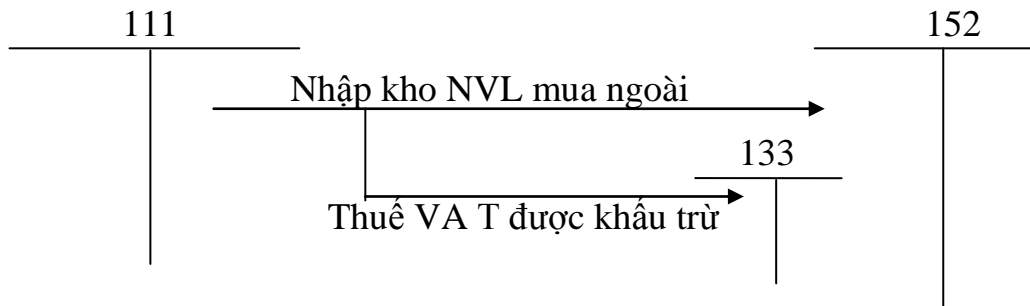 111
152
Nhập kho NVL mua ngoài
133
Thuế VA T được khấu trừ